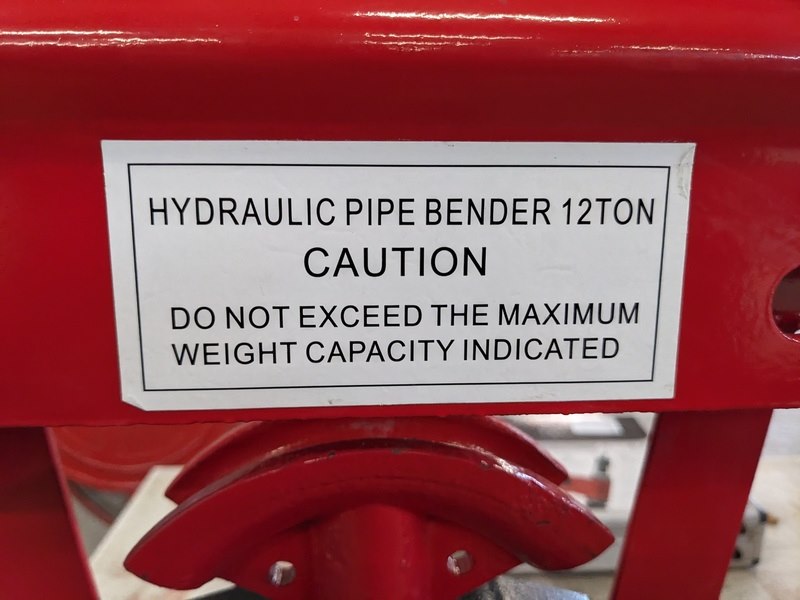 HYDRAULIC PIPE BENDER 12TON
CAUTION
DO NOT EXCEED THE MAXIMUM
WEIGHT CAPACITY INDICATED